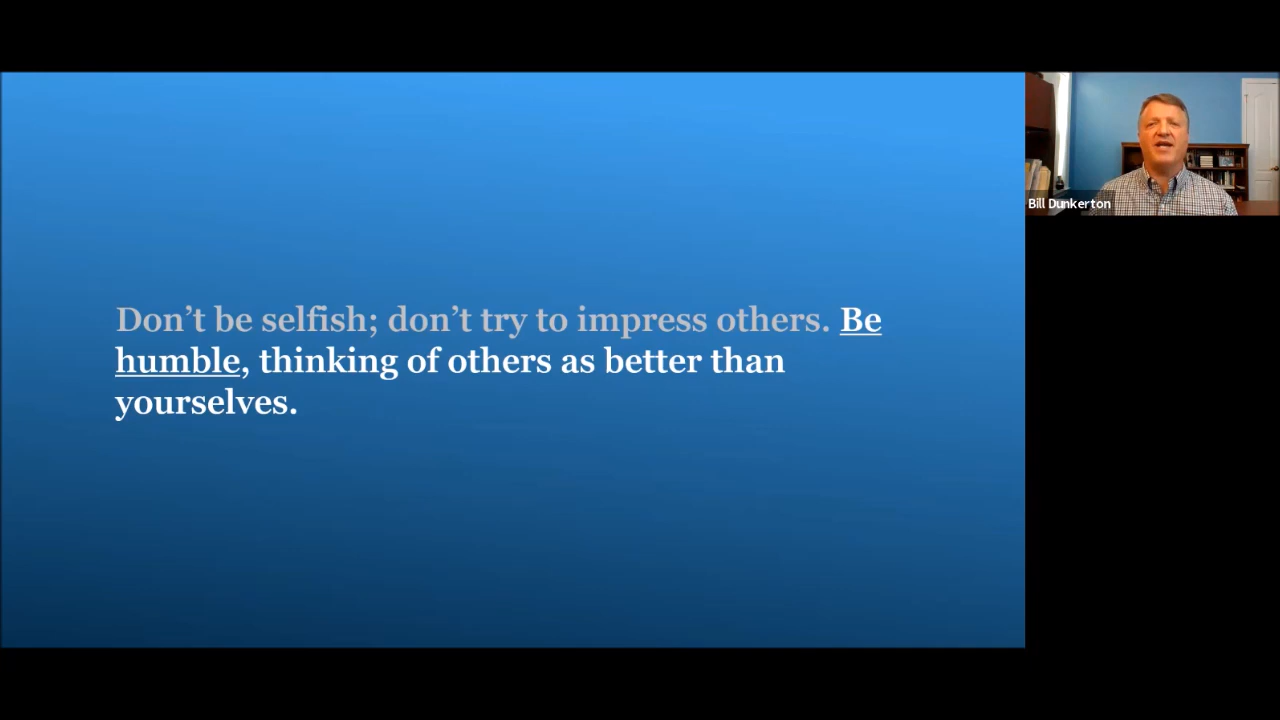 Don’t be selfish; don’t try to impress others. Be
humble, thinking of others as better than
yourselves.
Bill Dunkerton